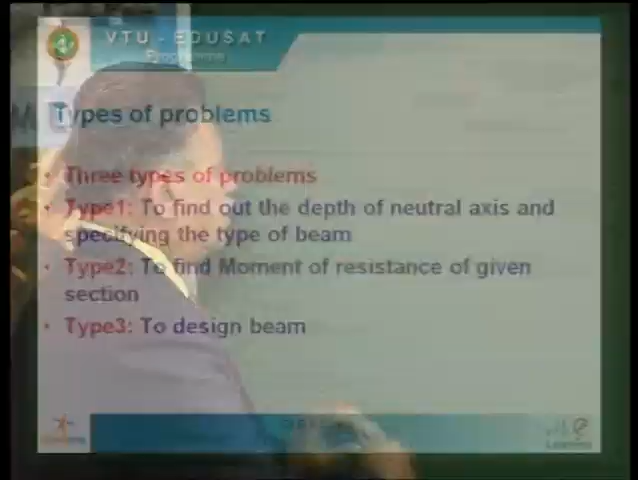 VTU - EDUSAT
Programme
Types of problems
• Three types of problems
• Type1: To find out the depth of neutral axis and
specifying the type of beam
• Type2: To find Moment of resistance of given
section
• Type3: To design beam